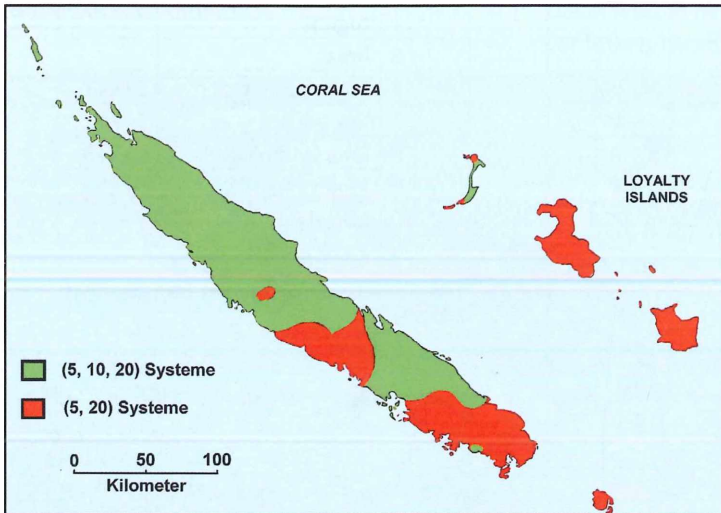 CORAL SEA
LOYALTY
ISLANDS
(5, 10, 20) Systeme
(5, 20) Systeme
0 50 100
Kilometer